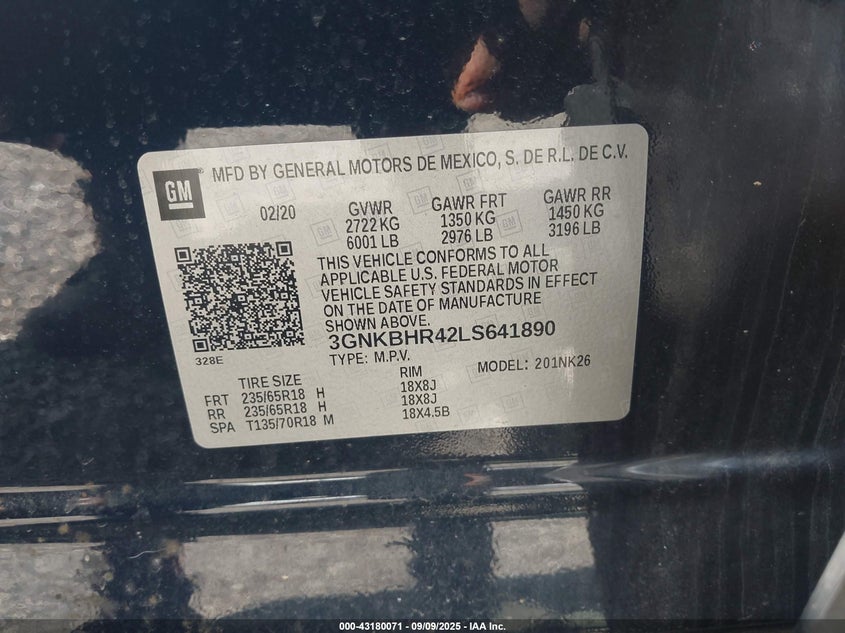 GM
MFD BY GENERAL MOTORS DE MEXICO, S. DE R.L. DE C.V.
02/20 GVWR GAWR FRT GAWR RR
2722 KG 1350 KG 1450 KG
6001 LB 2976 LB 3196 LB
THIS VEHICLE CONFORMS TO ALL
APPLICABLE U.S. FEDERAL MOTOR
VEHICLE SAFETY STANDARDS IN EFFECT
ON THE DATE OF MANUFACTURE
SHOWN ABOVE.
3GNKBHR42LS641890
328E
TYPE: M.P.V. MODEL: 201NK26
TIRE SIZE RIM
FRT 235/65R18 H 18X8J
RR 235/65R18 H 18X8J
SPA T135/70R18 M 18X4.5B
000-43180071 - 09/09/2025 - IAA Inc.